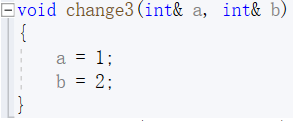 void change3(int& a, int& b)
{
a = 1;
b = 2;
}